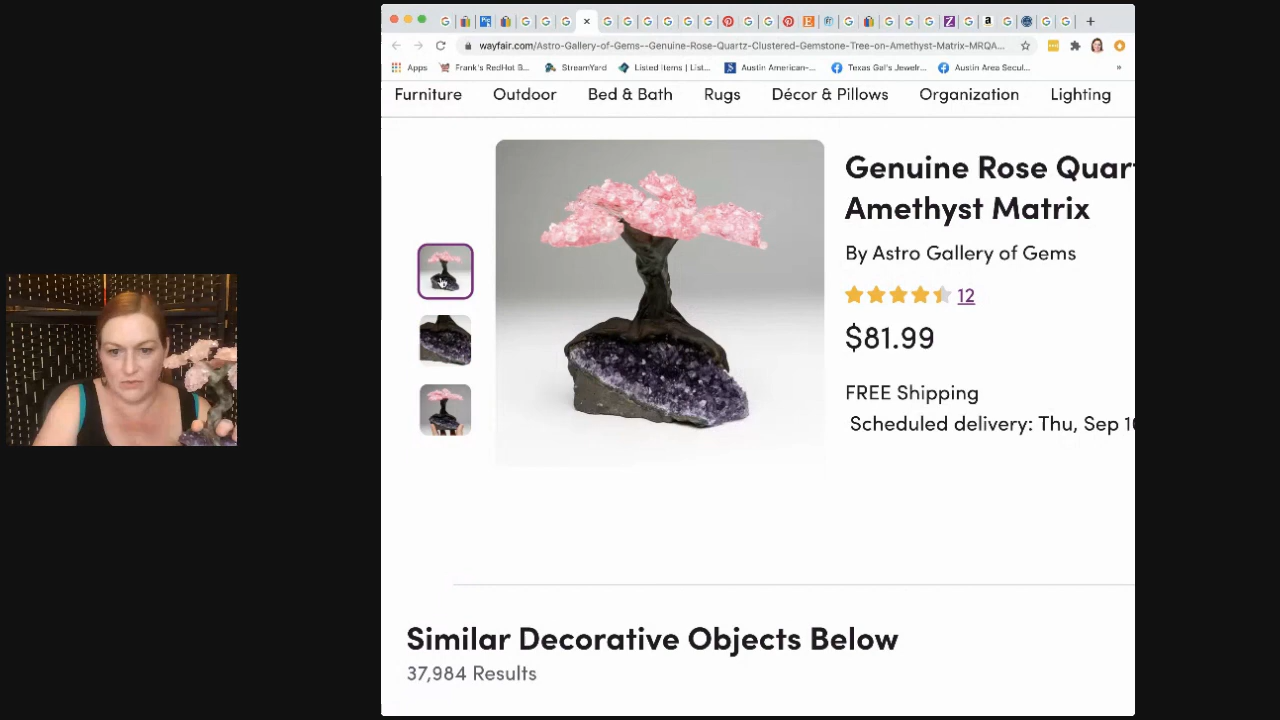 wayfair.com/Astro-Gallery-of-Gems--Genuine-Rose-Quartz-Clustered-Gemstone-Tree-on-Amethyst-Matrix-MRQA...
Apps Frank's RedHot B... StreamYard Listed Items | List... Austin American-... Texas Gal's Jewelr... Austin Area Secul... »
Furniture Outdoor Bed & Bath Rugs Décor & Pillows Organization Lighting
Genuine Rose Quart
Amethyst Matrix
By Astro Gallery of Gems
12
$81.99
FREE Shipping
Scheduled delivery: Thu, Sep 10
Similar Decorative Objects Below
37,984 Results